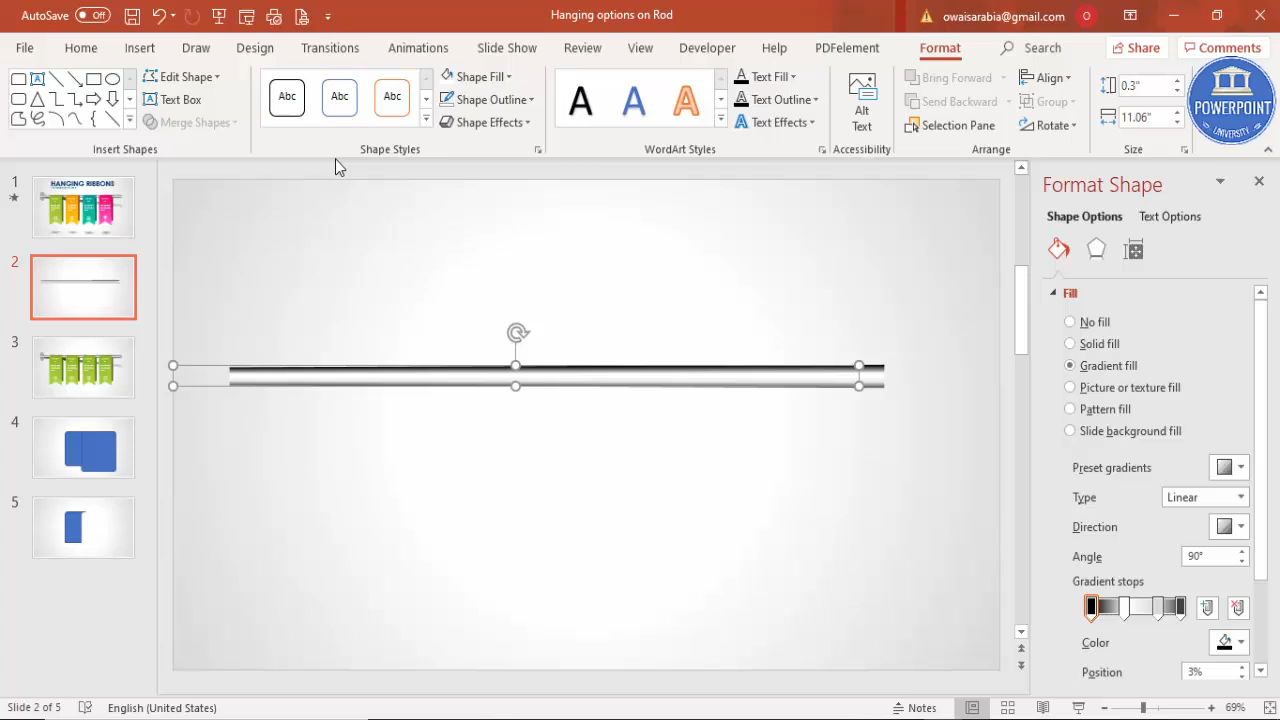 AutoSave Off Hanging options on Rod owaisarabia@gmail.com O
File Home Insert Draw Design Transitions Animations Slide Show Review View Developer Help PDFelement Format Search Share Comments
Edit Shape
Text Box
Merge Shapes
Insert Shapes
Abc Abc Abc
Shape Fill
Shape Outline
Shape Effects
Shape Styles
A A A
Text Fill
Text Outline
Text Effects
WordArt Styles
Alt
Text
Accessibility
Bring Forward
Send Backward
Selection Pane
Align
Group
Rotate
Arrange
0.3"
11.06"
Size
POWERPOINT
UNIVERSITY
1
HANGING RIBBONS
2
3
4
5
Format Shape
Shape Options Text Options
Fill
No fill
Solid fill
Gradient fill
Picture or texture fill
Pattern fill
Slide background fill
Preset gradients
Type Linear
Direction
Angle 90°
Gradient stops
Color
Position 3%
Slide 2 of 5 English (United States) Notes 69%